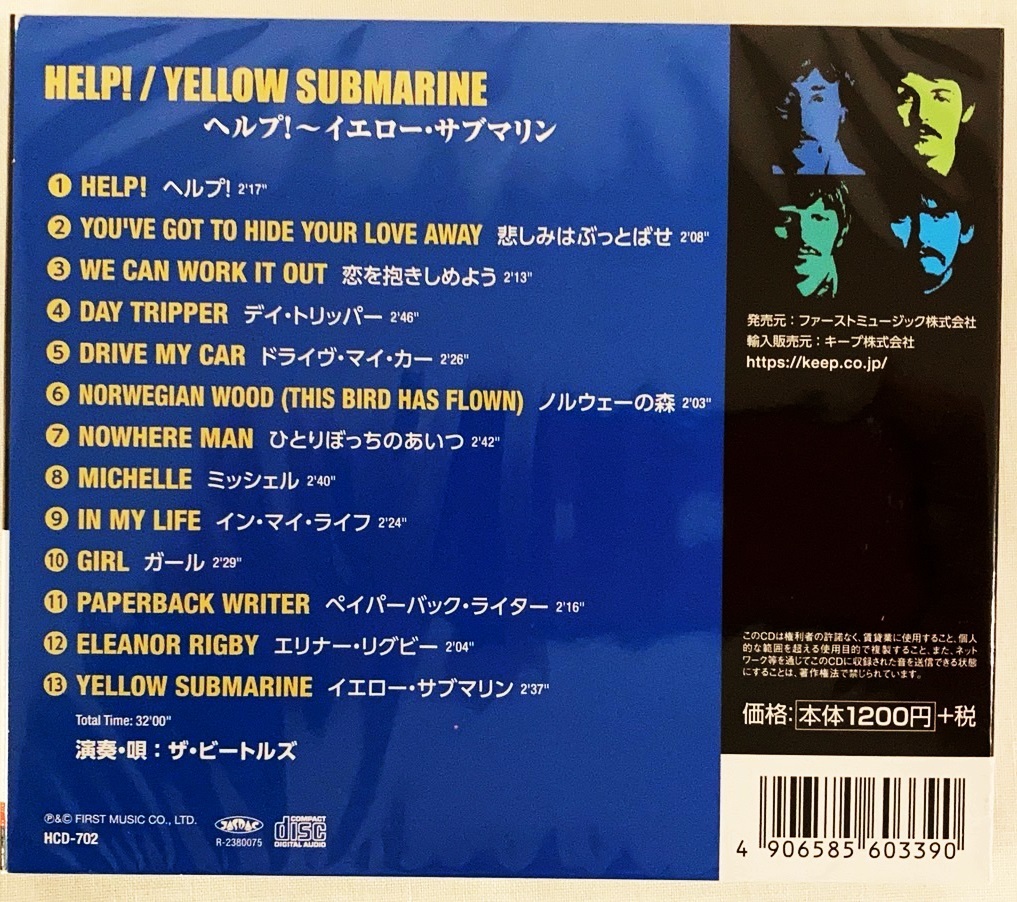 HELP! / YELLOW SUBMARINE
ヘルプ!～イエロー・サブマリン
1 HELP! ヘルプ! 2'17"
2 YOU'VE GOT TO HIDE YOUR LOVE AWAY 悲しみはぶっとばせ 2'08"
3 WE CAN WORK IT OUT 恋を抱きしめよう 2'13"
4 DAY TRIPPER デイ・トリッパー 2'46"
5 DRIVE MY CAR ドライヴ・マイ・カー 2'26"
6 NORWEGIAN WOOD (THIS BIRD HAS FLOWN) ノルウェーの森 2'03"
7 NOWHERE MAN ひとりぼっちのあいつ 2'42"
8 MICHELLE ミッシェル 2'40"
9 IN MY LIFE イン・マイ・ライフ 2'24"
10 GIRL ガール 2'29"
11 PAPERBACK WRITER ペイパーバック・ライター 2'16"
12 ELEANOR RIGBY エリナー・リグビー 2'04"
13 YELLOW SUBMARINE イエロー・サブマリン 2'37"
Total Time: 32'00"
演奏・唄：ザ・ビートルズ
℗&© FIRST MUSIC CO., LTD.
HCD-702
JASRAC
R-2380075
COMPACT
disc
DIGITAL AUDIO
発売元：ファーストミュージック株式会社
輸入販売元：キープ株式会社
https://keep.co.jp/
このCDは権利者の許諾なく、賃貸業に使用すること、個人
的な範囲を超える使用目的で複製すること、また、ネット
ワーク等を通じてこのCDに収録された音を送信できる状態
にすることは、著作権法で禁じられています。
価格：本体1200円+税
4 906585 603390